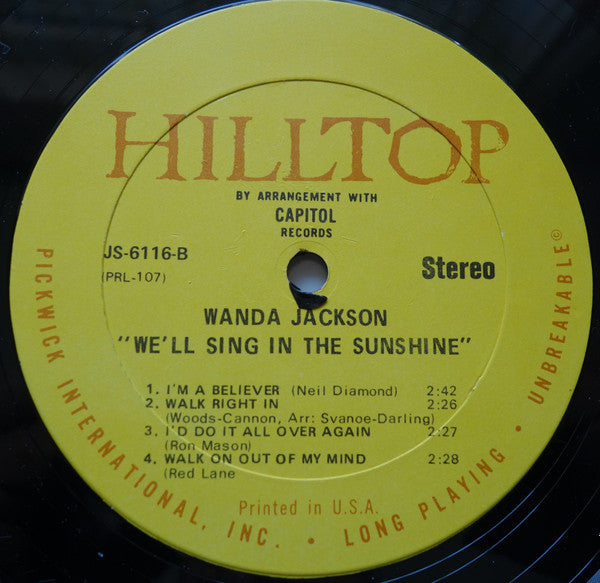 HILLTOP
BY ARRANGEMENT WITH
CAPITOL
RECORDS
JS-6116-B
(PRL-107)
Stereo
WANDA JACKSON
"WE'LL SING IN THE SUNSHINE"
1. I'M A BELIEVER (Neil Diamond) 2:42
2. WALK RIGHT IN 2:26
(Woods-Cannon, Arr: Svanoe-Darling)
3. I'D DO IT ALL OVER AGAIN 2:27
(Ron Mason)
4. WALK ON OUT OF MY MIND 2:28
(Red Lane
Printed in U.S.A.
PICKWICK INTERNATIONAL, INC. • LONG PLAYING • UNBREAKABLE©